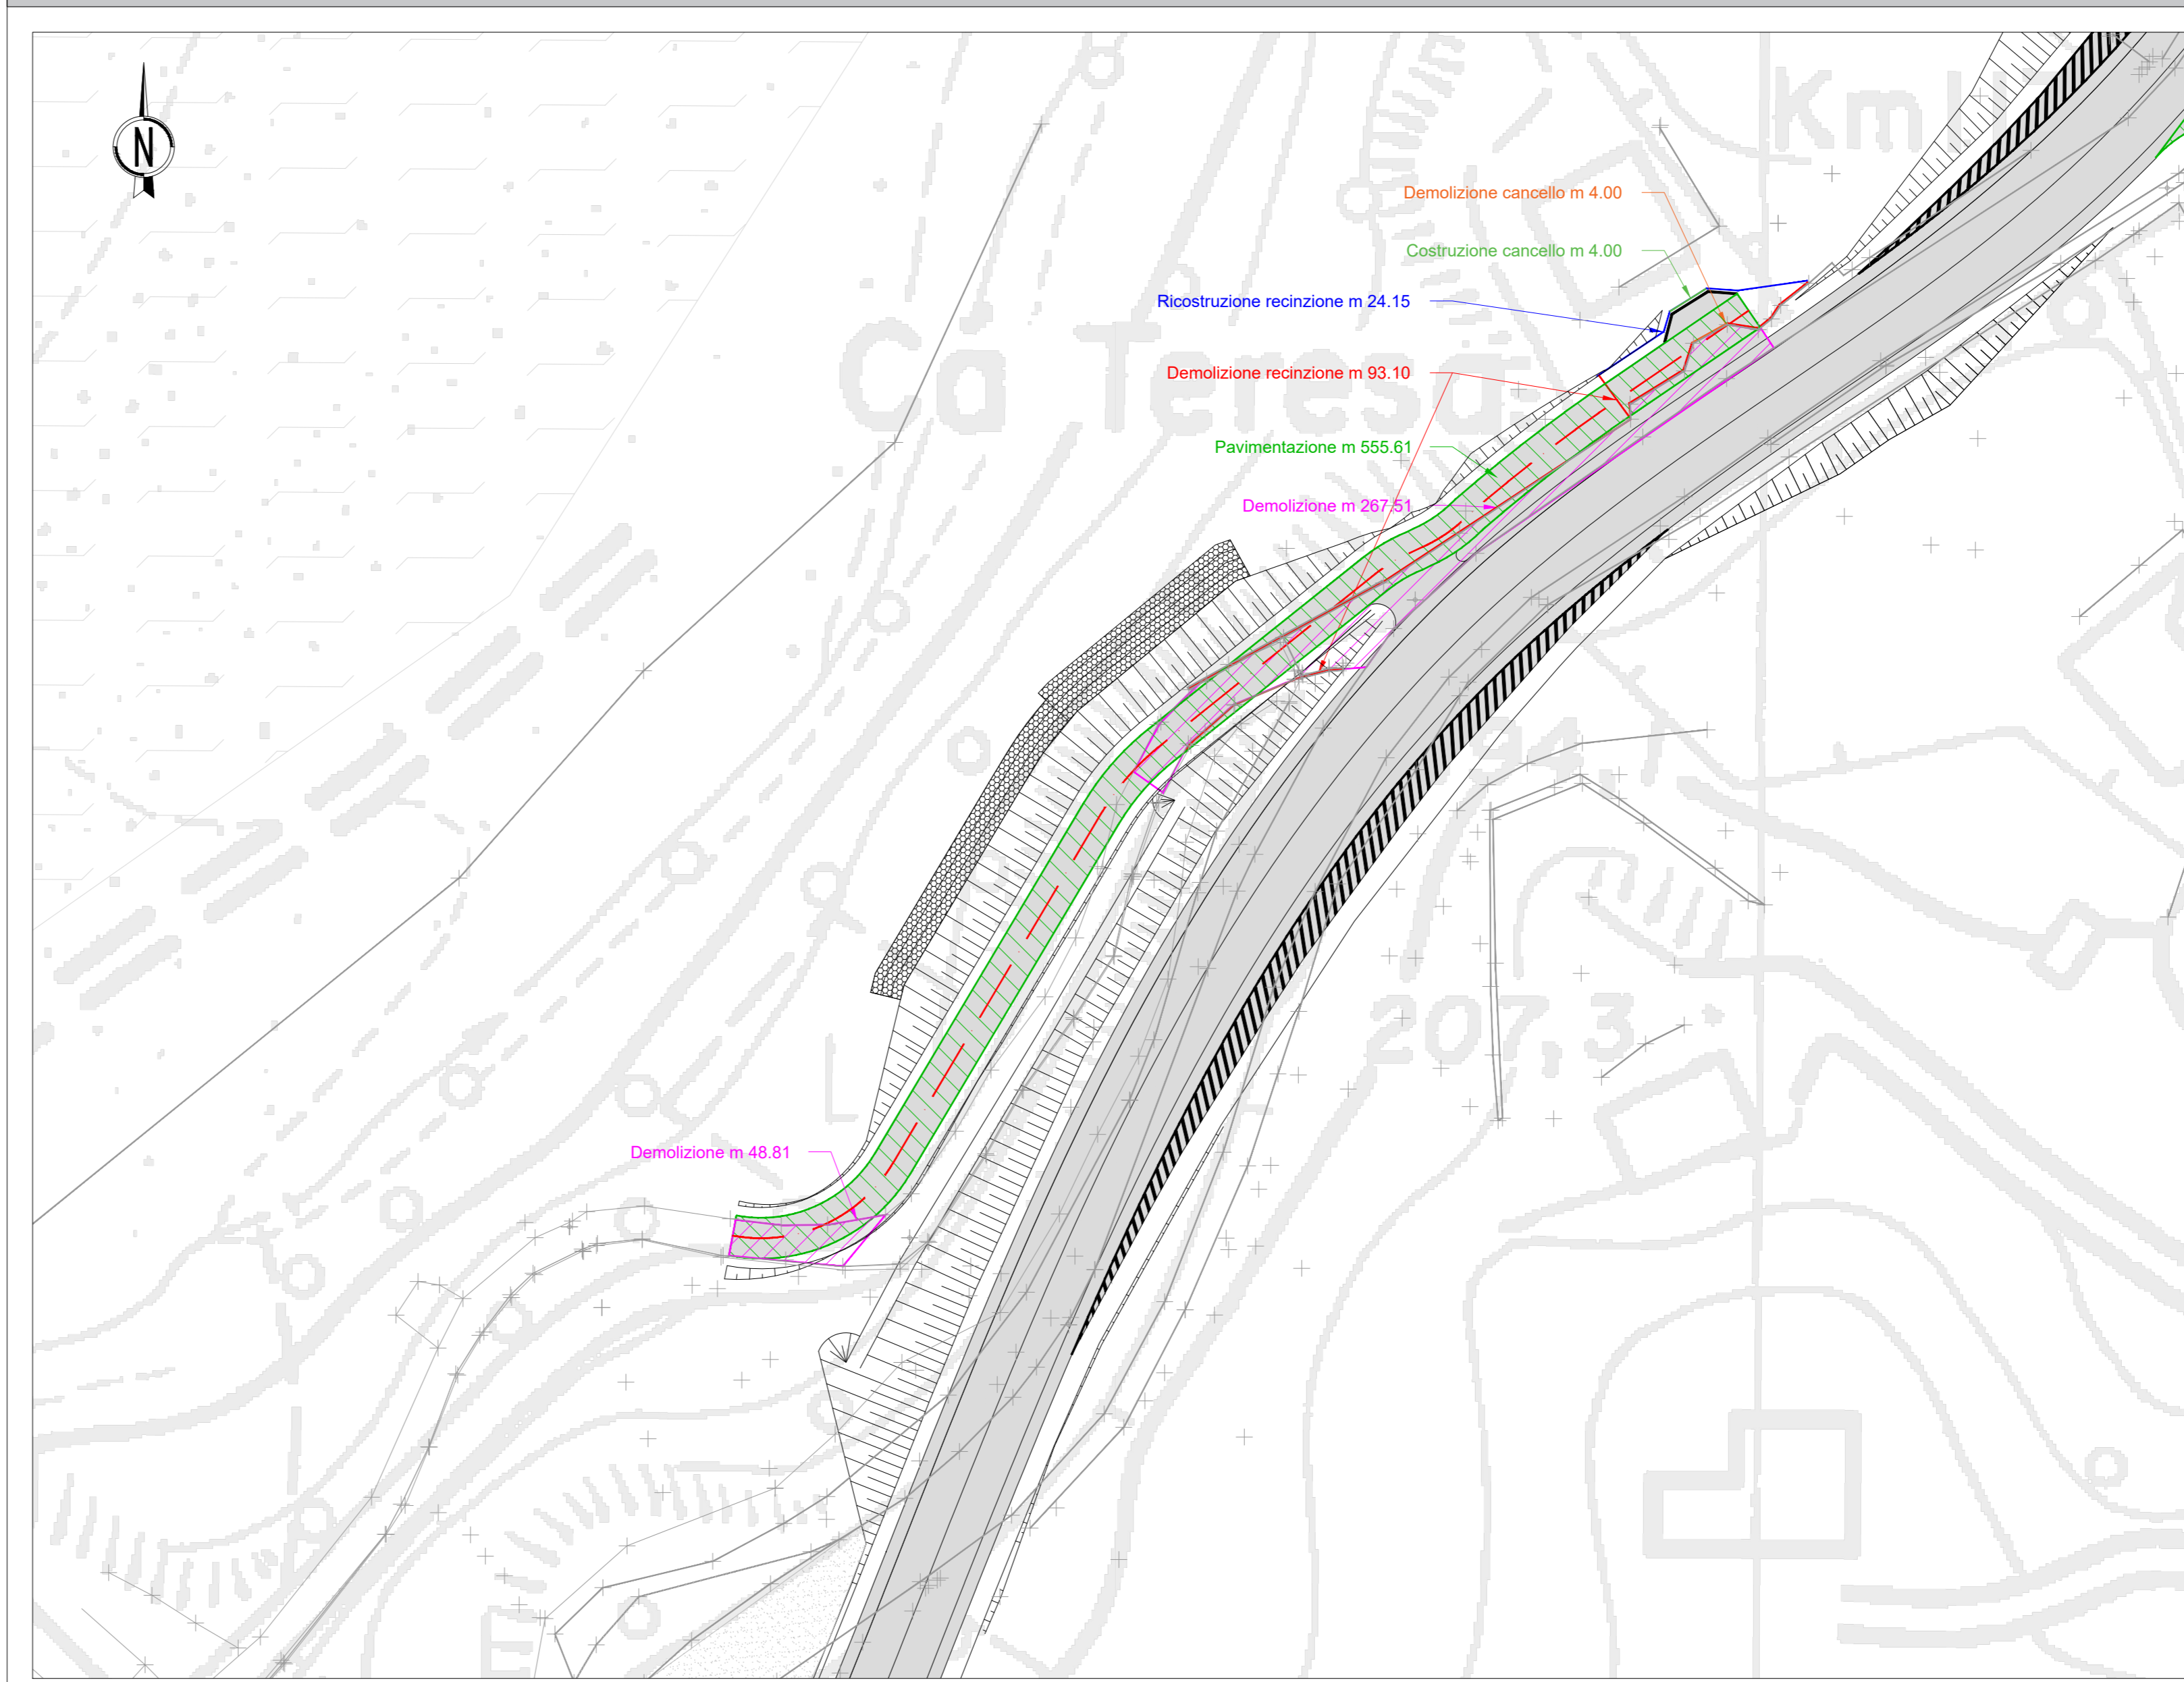 N
Km
Demolizione cancello m 4.00
Costruzione cancello m 4.00
Ricostruzione recinzione m 24.15
Ca Teresa
Demolizione recinzione m 93.10
Pavimentazione m 555.61
Demolizione m 267.51
207,3
Demolizione m 48.81